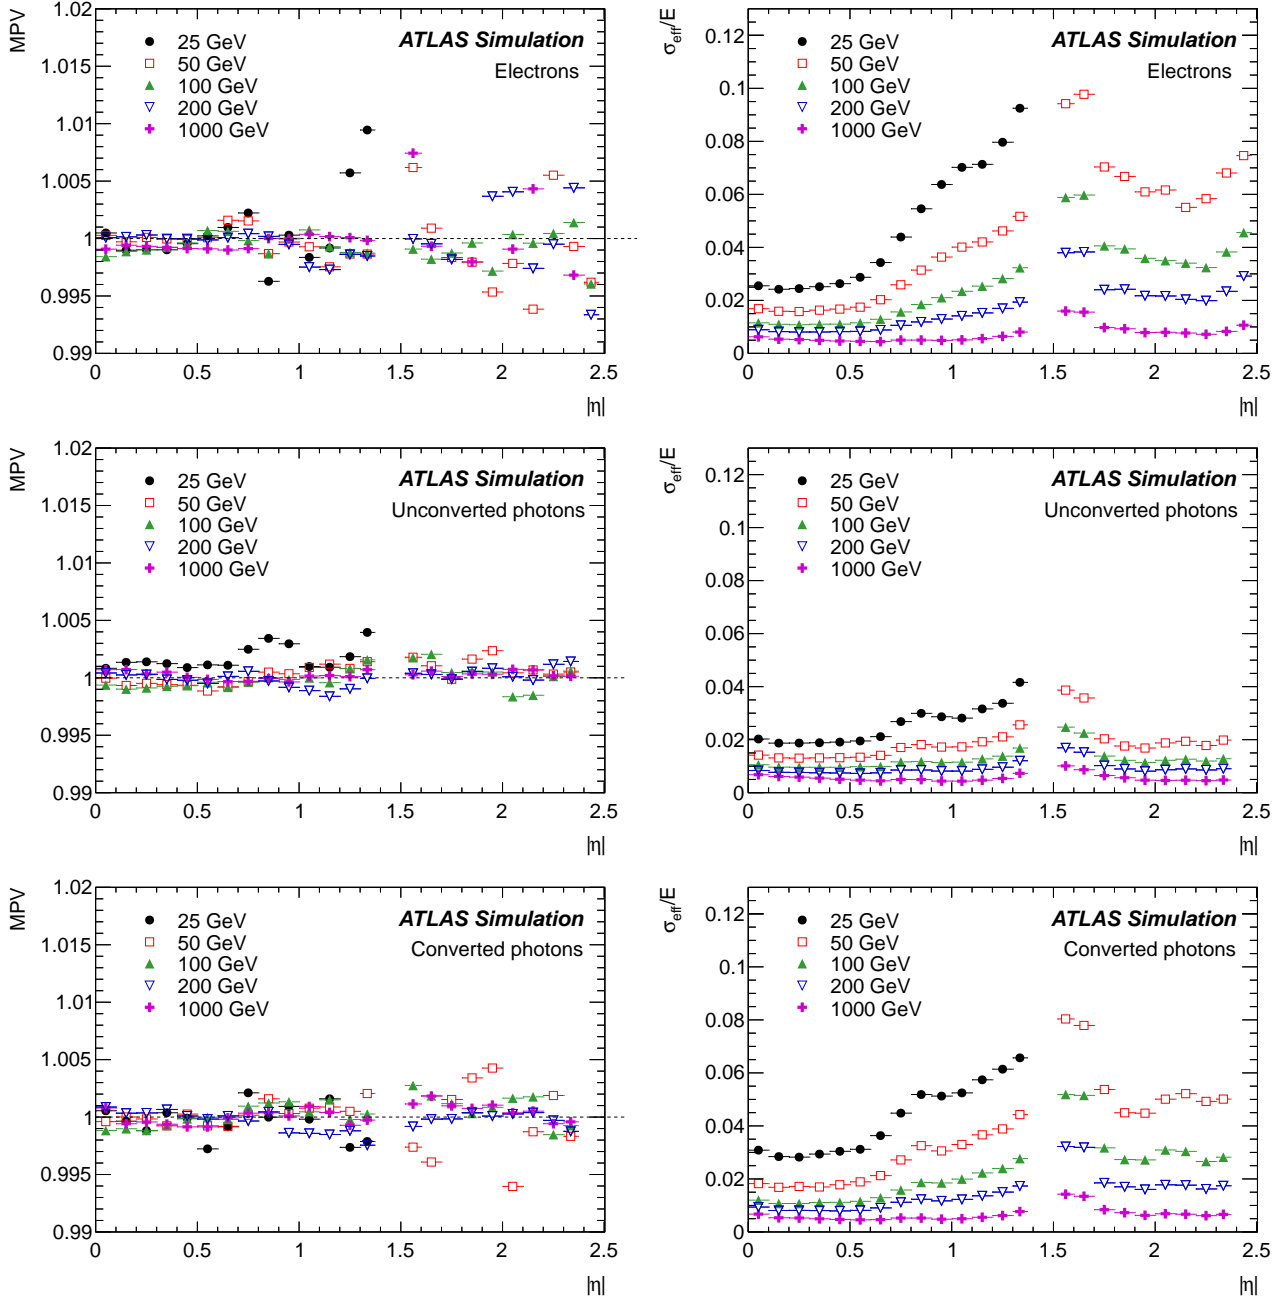 MPV
1.02
1.015
1.01
1.005
1
0.995
0.99
25 GeV
50 GeV
100 GeV
200 GeV
1000 GeV
ATLAS Simulation
Electrons
0 0.5 1 1.5 2 2.5
|η|
σeff/E
0.12
0.1
0.08
0.06
0.04
0.02
0
25 GeV
50 GeV
100 GeV
200 GeV
1000 GeV
ATLAS Simulation
Electrons
0 0.5 1 1.5 2 2.5
|η|
MPV
1.02
1.015
1.01
1.005
1
0.995
0.99
25 GeV
50 GeV
100 GeV
200 GeV
1000 GeV
ATLAS Simulation
Unconverted photons
0 0.5 1 1.5 2 2.5
|η|
σeff/E
0.12
0.1
0.08
0.06
0.04
0.02
0
25 GeV
50 GeV
100 GeV
200 GeV
1000 GeV
ATLAS Simulation
Unconverted photons
0 0.5 1 1.5 2 2.5
|η|
MPV
1.02
1.015
1.01
1.005
1
0.995
0.99
25 GeV
50 GeV
100 GeV
200 GeV
1000 GeV
ATLAS Simulation
Converted photons
0 0.5 1 1.5 2 2.5
|η|
σeff/E
0.12
0.1
0.08
0.06
0.04
0.02
0
25 GeV
50 GeV
100 GeV
200 GeV
1000 GeV
ATLAS Simulation
Converted photons
0 0.5 1 1.5 2 2.5
|η|